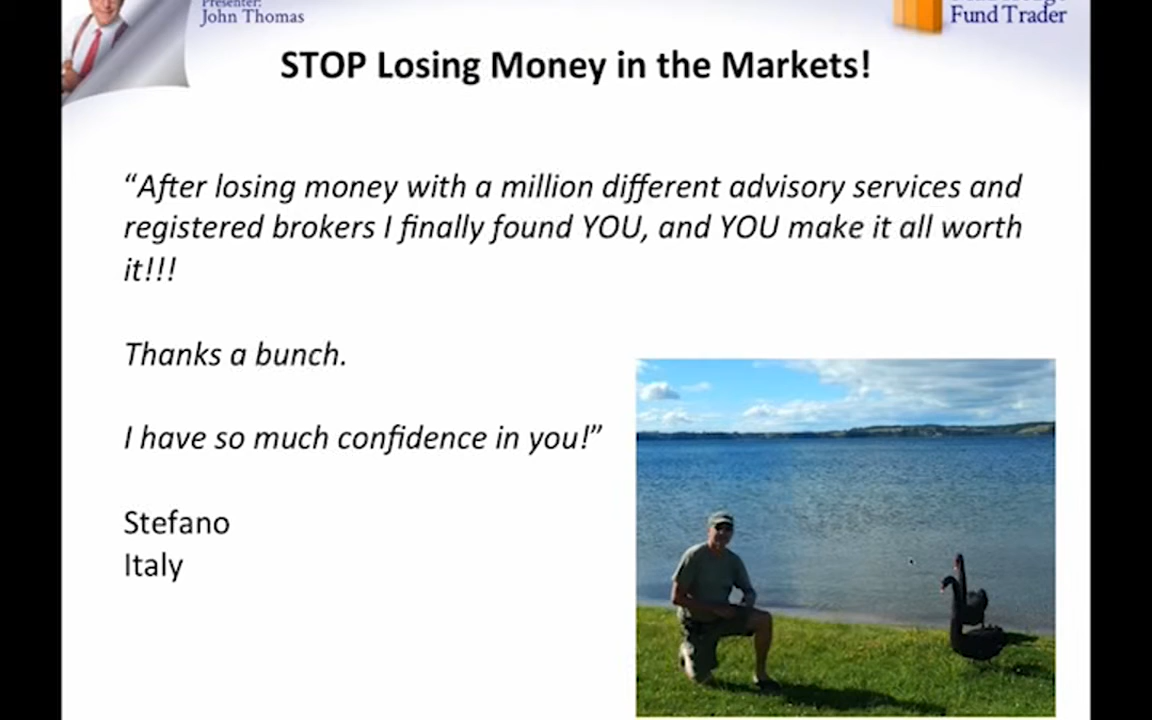 Presenter:
John Thomas
Fund Trader
STOP Losing Money in the Markets!
“After losing money with a million different advisory services and
registered brokers I finally found YOU, and YOU make it all worth
it!!!
Thanks a bunch.
I have so much confidence in you!”
Stefano
Italy